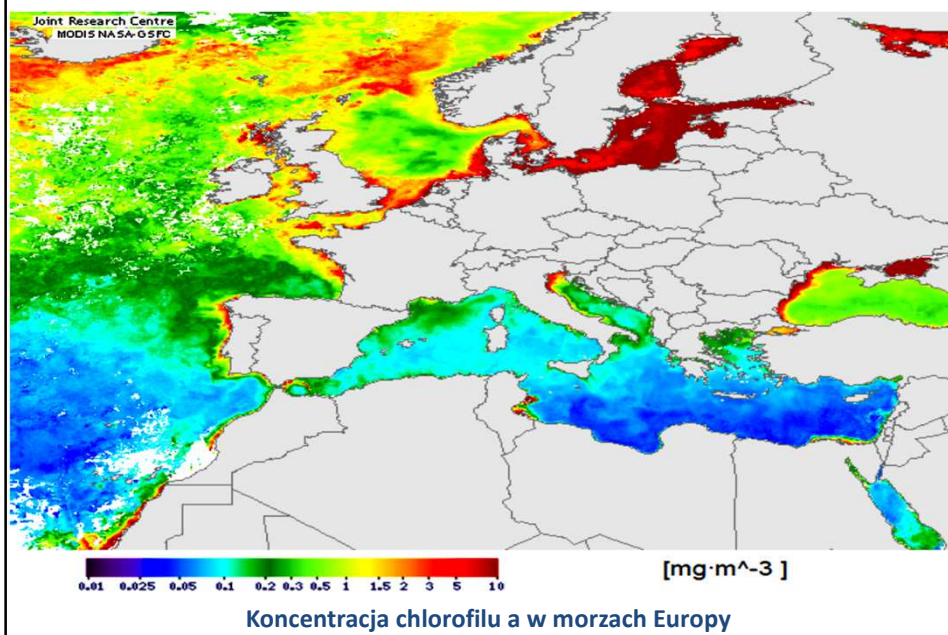 Joint Research Centre
MODIS NASA-GSFC
0.01 0.025 0.05 0.1 0.2 0.3 0.5 1 1.5 2 3 5 10
[mg·m^-3 ]
Koncentracja chlorofilu a w morzach Europy